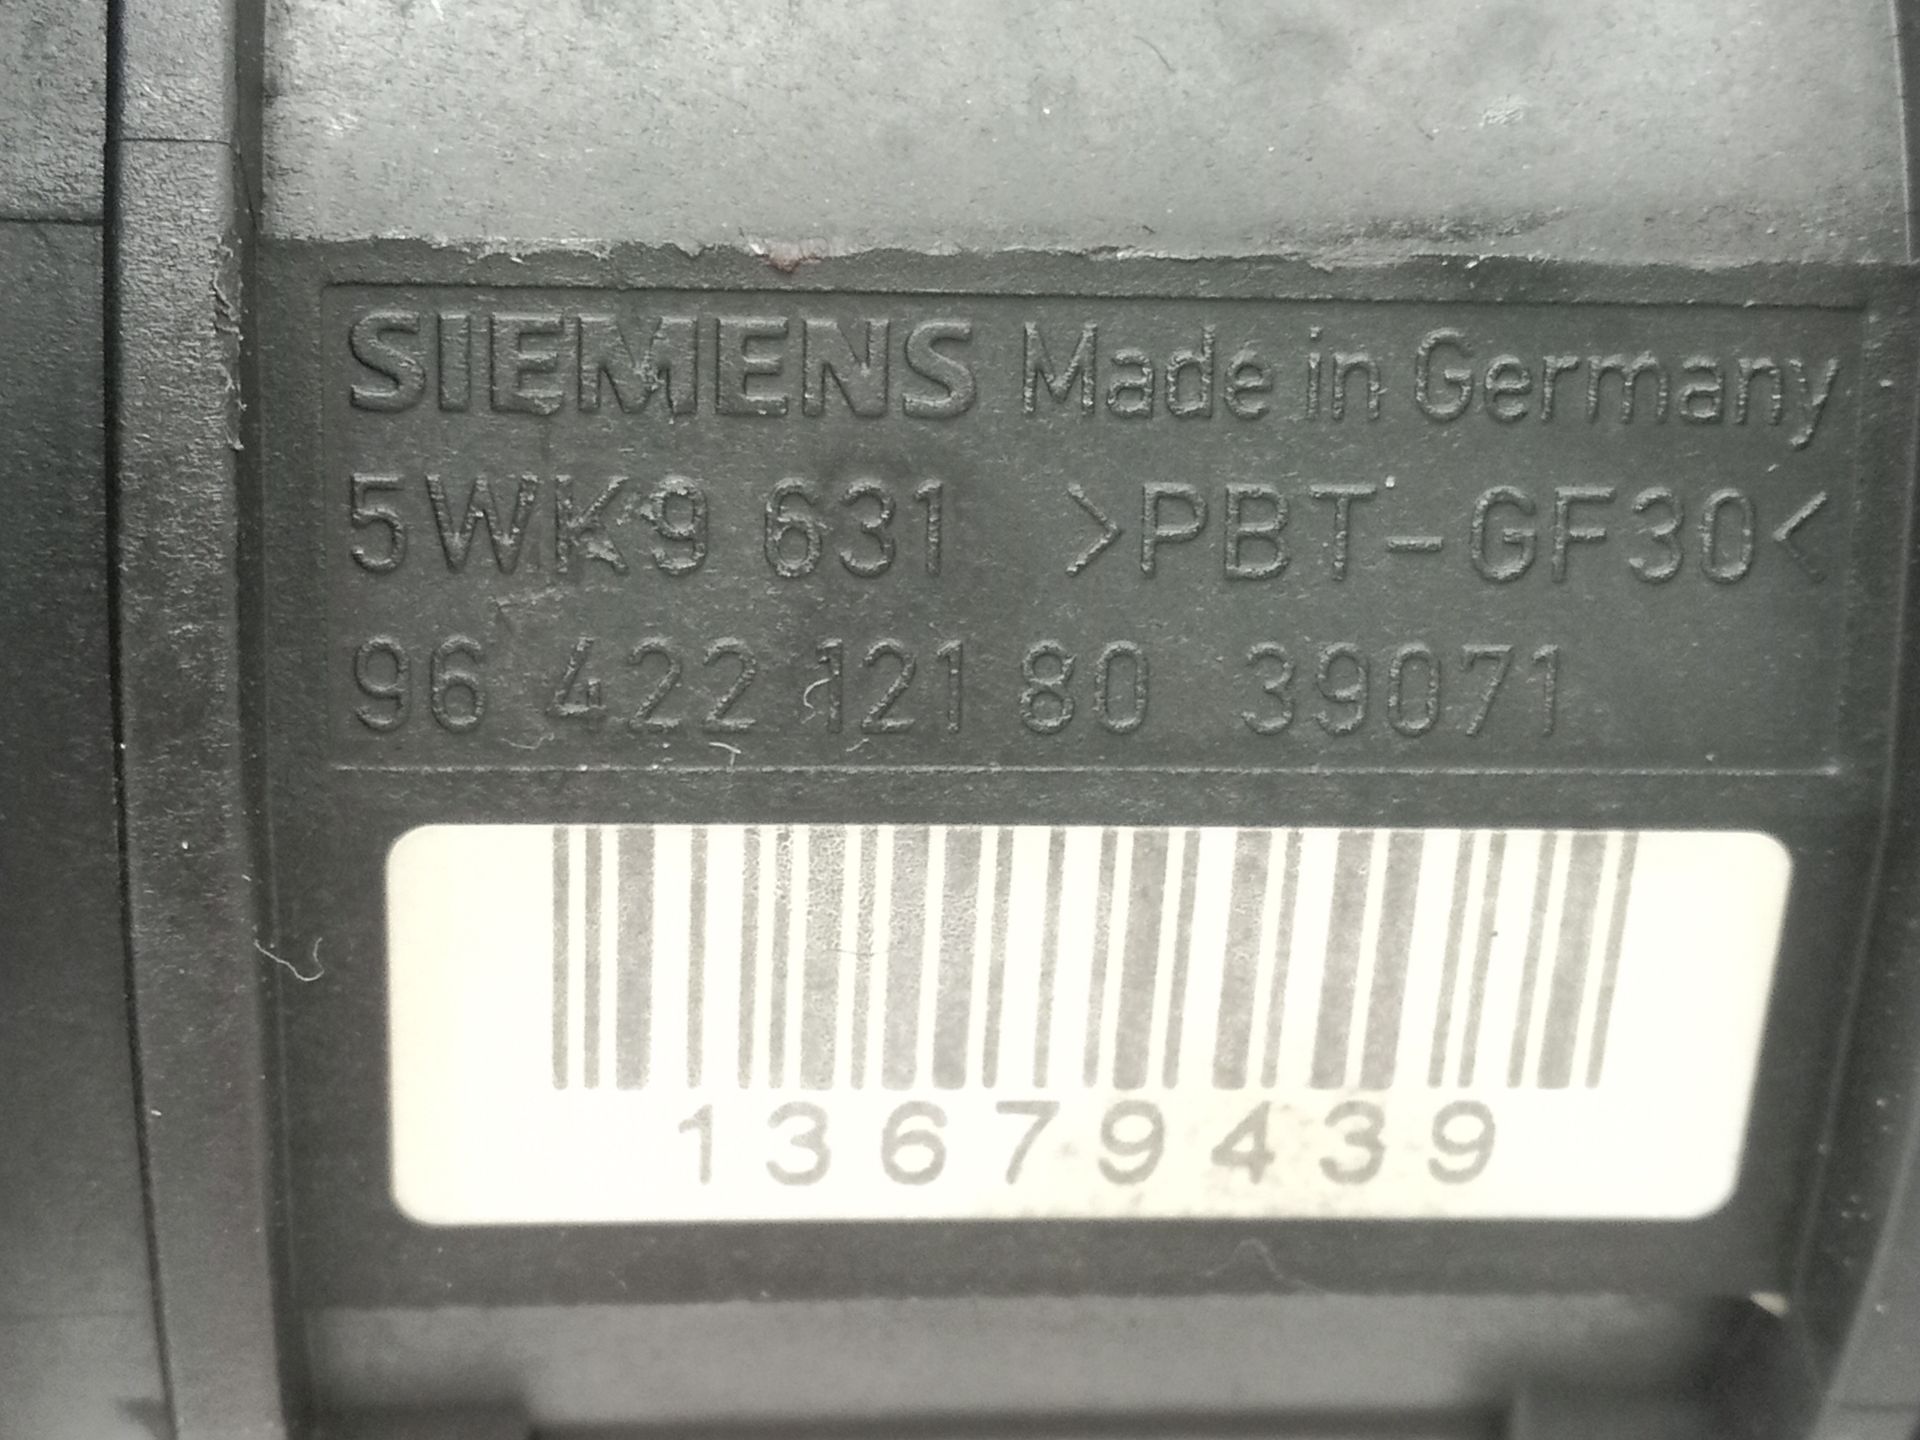 SIEMENS Made in Germany
5WK9 631 >PBT-GF30<
96 422 121 80 39071
13679439